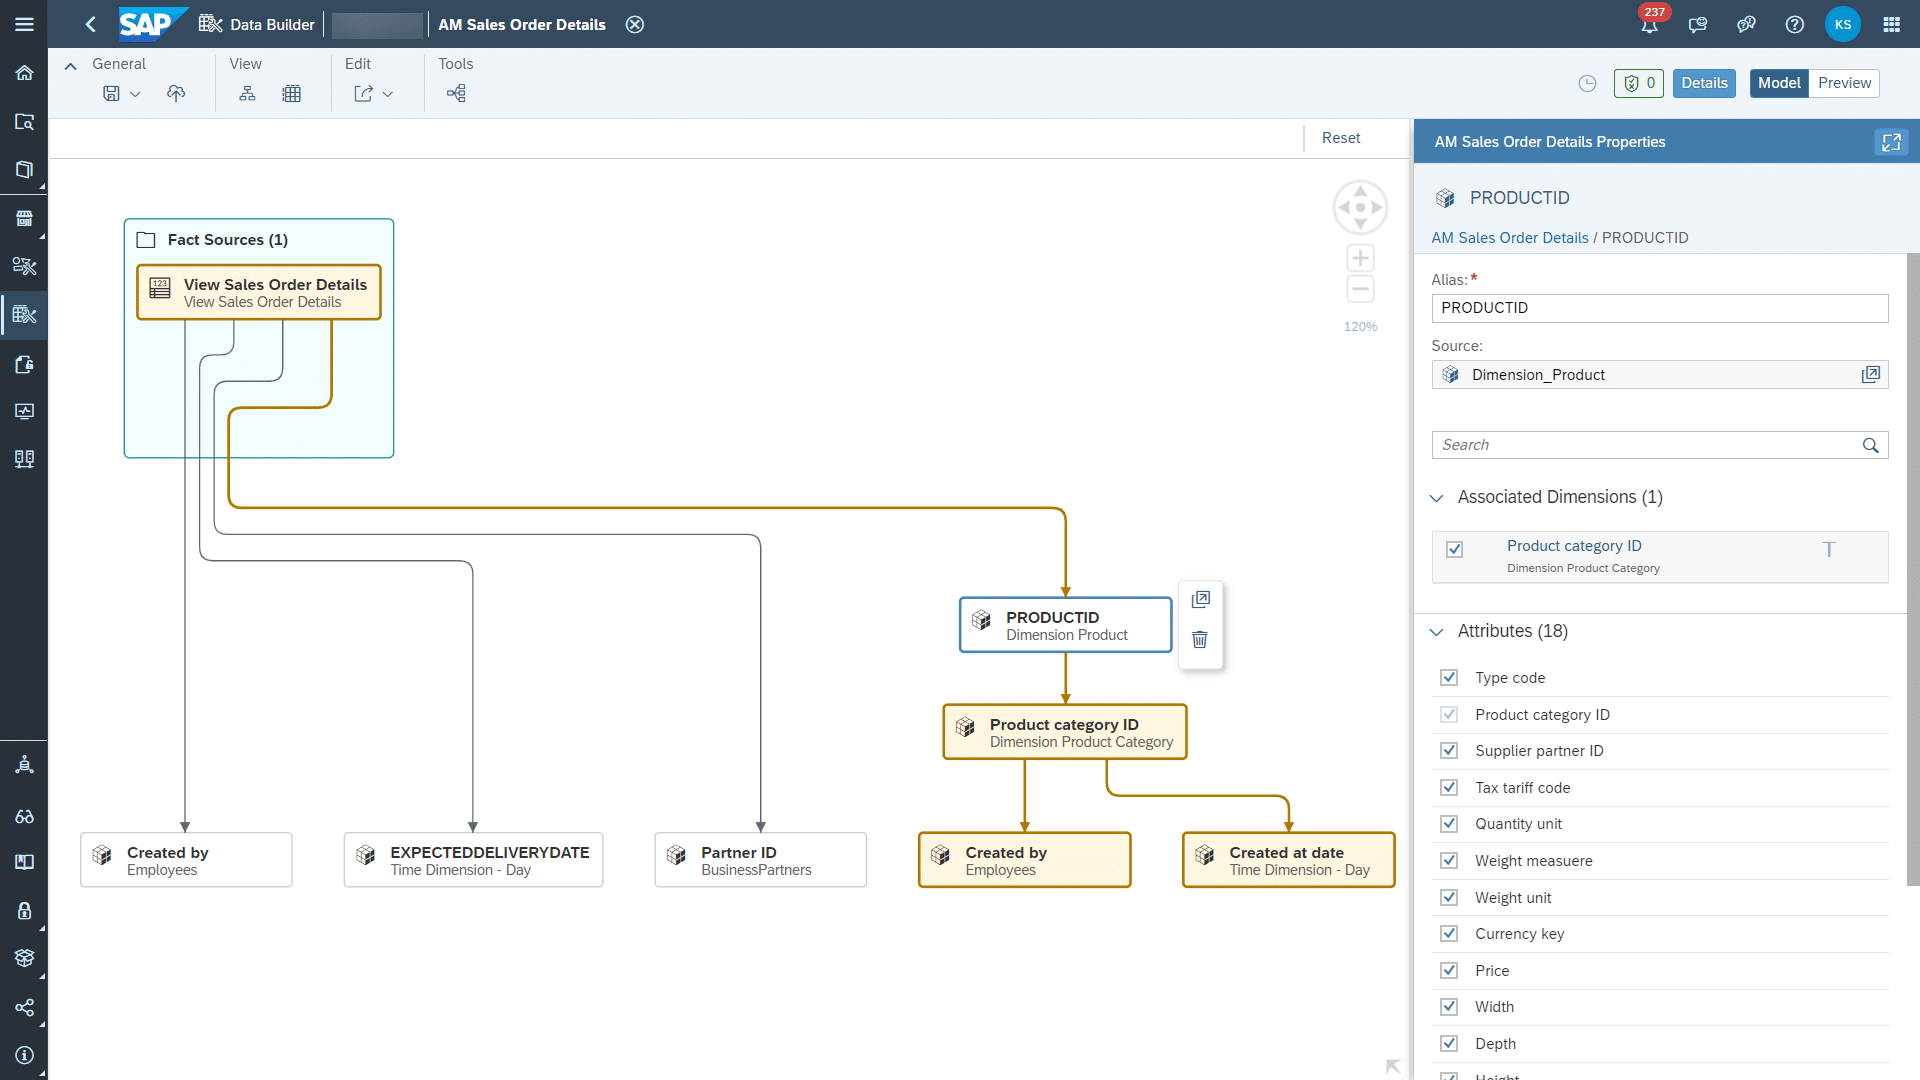 SAP
Data Builder
AM Sales Order Details
237
KS
General
View
Edit
Tools
0
Details
Model
Preview
Reset
120%
Fact Sources (1)
123
View Sales Order Details
View Sales Order Details
PRODUCTID
Dimension Product
Product category ID
Dimension Product Category
Created by
Employees
EXPECTEDDELIVERYDATE
Time Dimension - Day
Partner ID
BusinessPartners
Created by
Employees
Created at date
Time Dimension - Day
AM Sales Order Details Properties
PRODUCTID
AM Sales Order Details / PRODUCTID
Alias:*
PRODUCTID
Source:
Dimension_Product
Search
Associated Dimensions (1)
Product category ID
Dimension Product Category
Attributes (18)
Type code
Product category ID
Supplier partner ID
Tax tariff code
Quantity unit
Weight measuere
Weight unit
Currency key
Price
Width
Depth
Height